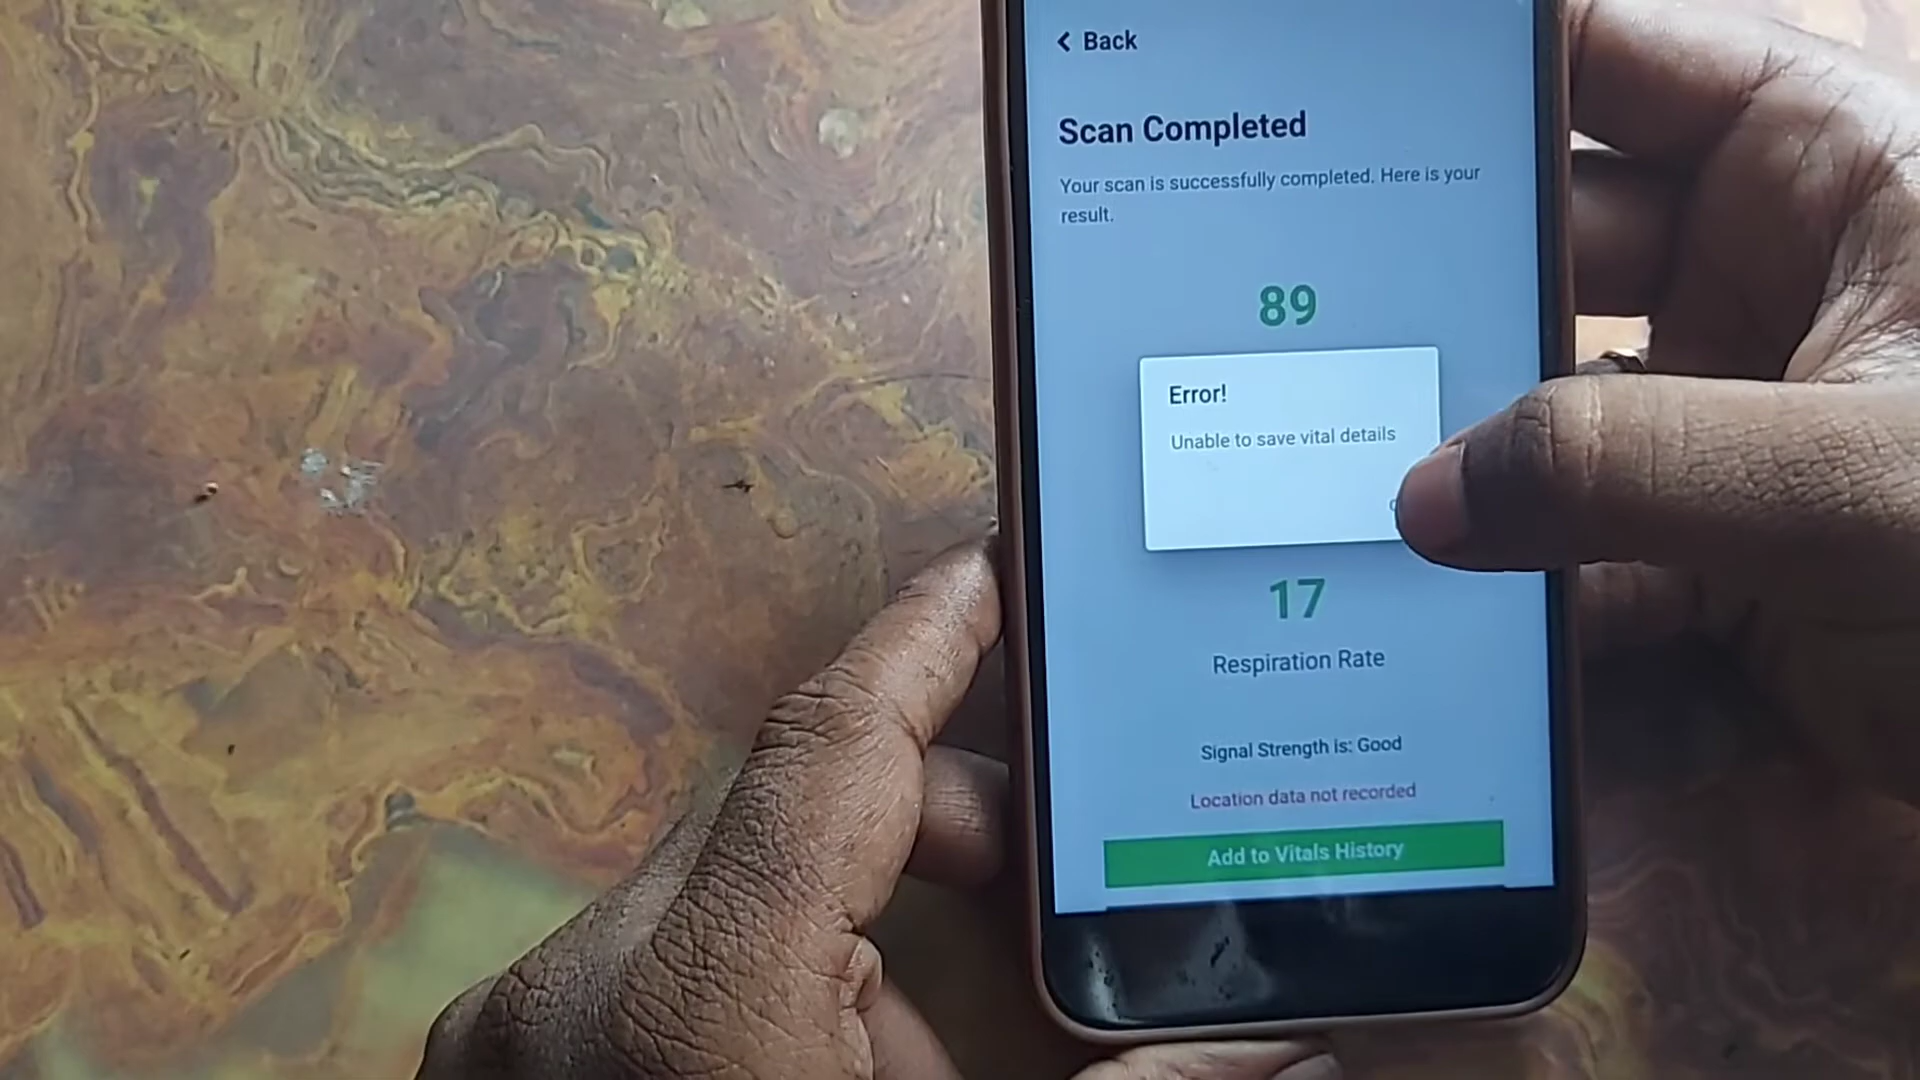 Back
Scan Completed
Your scan is successfully completed. Here is your
result.
89
Error!
Unable to save vital details
17
Respiration Rate
Signal Strength is: Good
Location data not recorded
Add to Vitals History